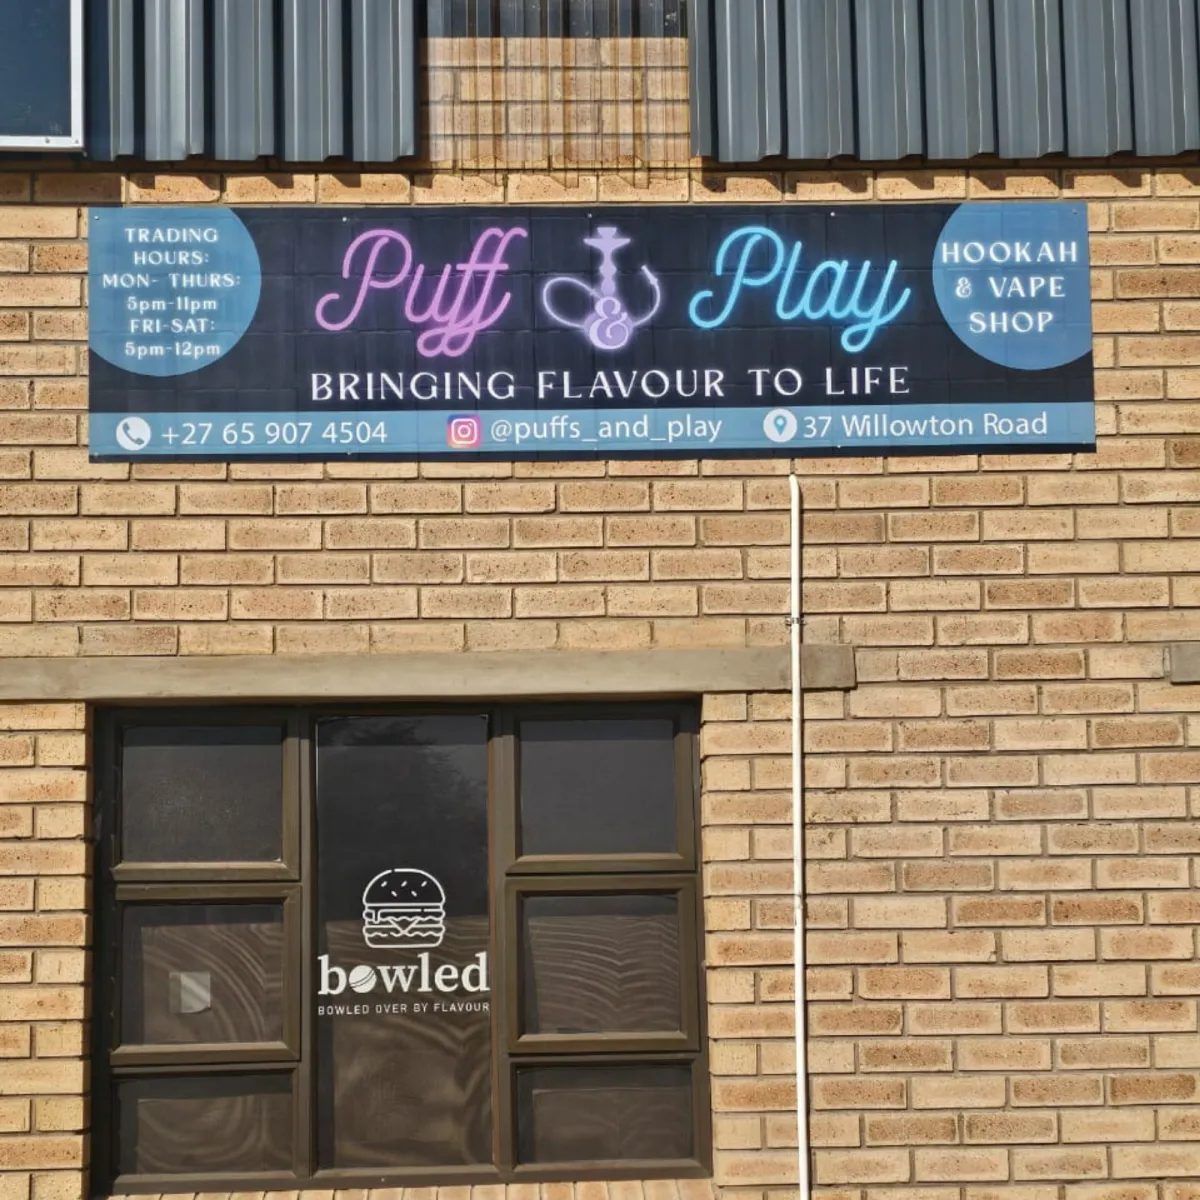 TRADING
HOURS:
MON- THURS:
5pm-11pm
FRI-SAT:
5pm-12pm
Puff & Play
HOOKAH
& VAPE
SHOP
BRINGING FLAVOUR TO LIFE
+27 65 907 4504
@puffs_and_play
37 Willowton Road
bowled
BOWLED OVER BY FLAVOUR